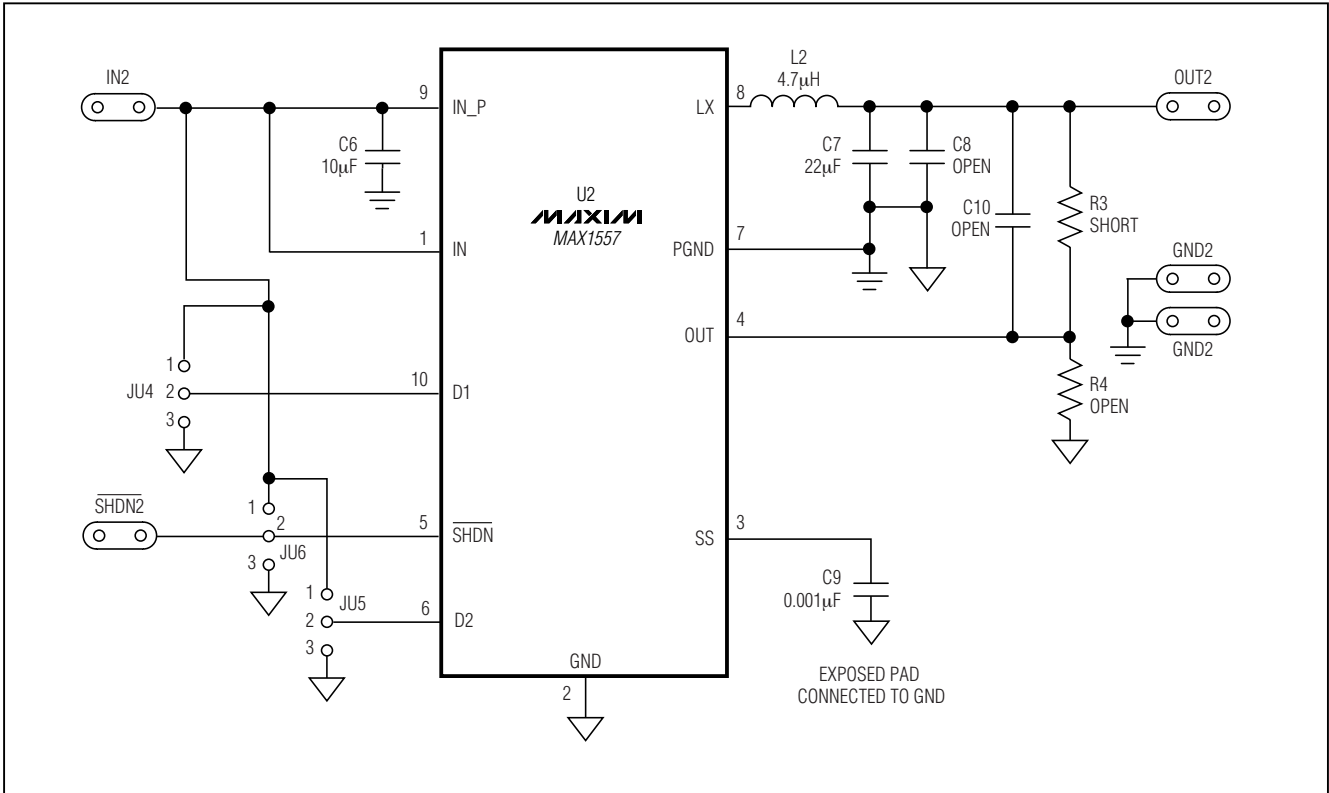 IN2
L2
4.7µH
OUT2
9
IN_P
LX
8
C6
10µF
C7
22µF
C8
OPEN
U2
MAXIM
MAX1557
C10
OPEN
R3
SHORT
1
IN
PGND
7
GND2
GND2
OUT
4
JU4
1
2
3
10
D1
R4
OPEN
SHDN2
1
2
3
JU6
5
SHDN
SS
3
C9
0.001µF
1
2
3
JU5
6
D2
GND
2
EXPOSED PAD
CONNECTED TO GND